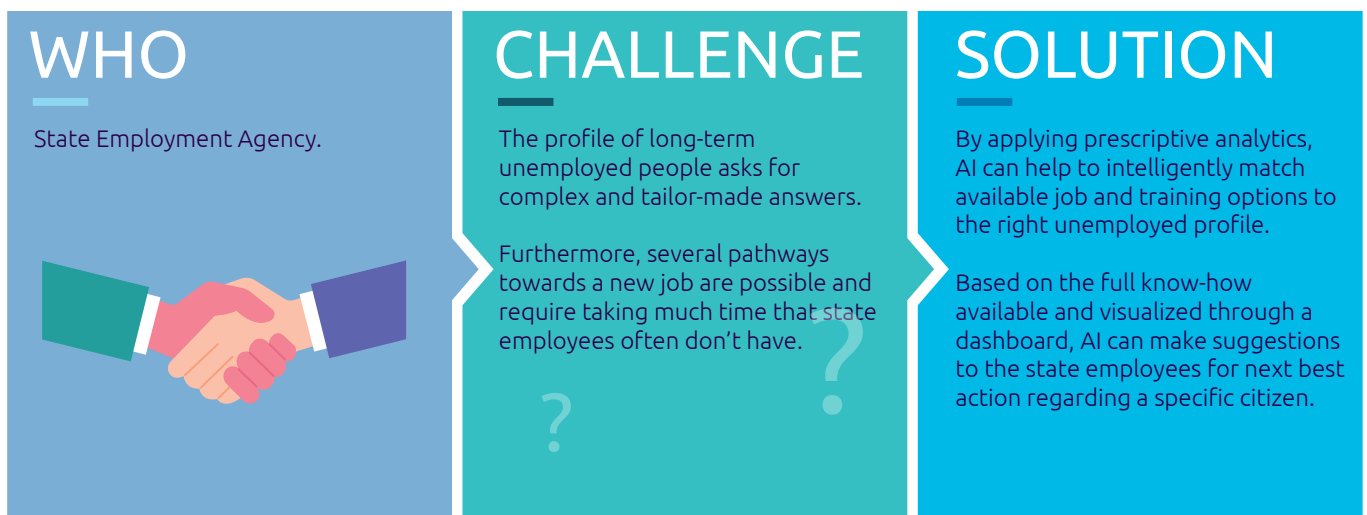 WHO
State Employment Agency.
CHALLENGE
The profile of long-term
unemployed people asks for
complex and tailor-made answers.
Furthermore, several pathways
towards a new job are possible and
require taking much time that state
employees often don't have.
?
?
SOLUTION
By applying prescriptive analytics,
AI can help to intelligently match
available job and training options to
the right unemployed profile.
Based on the full know-how
available and visualized through a
dashboard, AI can make suggestions
to the state employees for next best
action regarding a specific citizen.